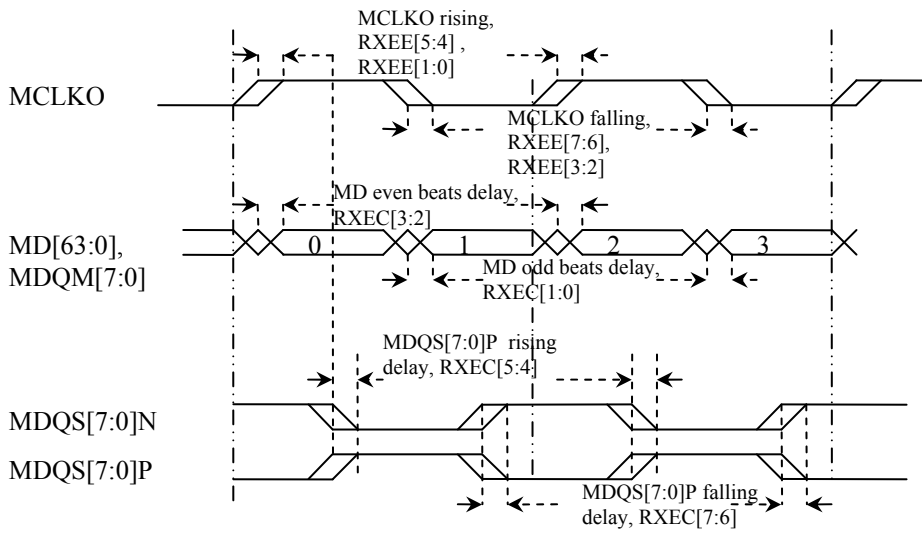 MCLKO rising,
RXEE[5:4] ,
RXEE[1:0]
MCLKO
MCLKO falling,
RXEE[7:6],
RXEE[3:2]
MD even beats delay,
RXEC[3:2]
MD[63:0],
MDQM[7:0]
0 1 2 3
MD odd beats delay,
RXEC[1:0]
MDQS[7:0]P rising
delay, RXEC[5:4]
MDQS[7:0]N
MDQS[7:0]P
MDQS[7:0]P falling
delay, RXEC[7:6]